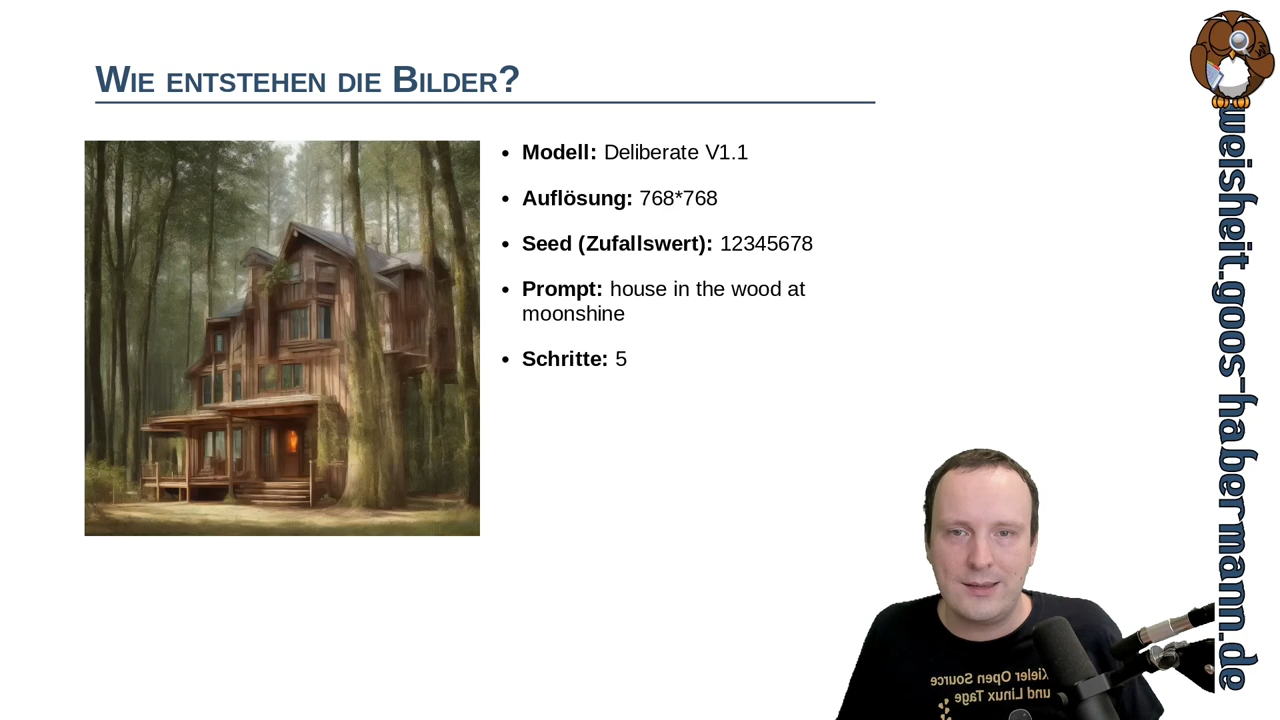 Wie entstehen die Bilder?
• Modell: Deliberate V1.1
• Auflösung: 768*768
• Seed (Zufallswert): 12345678
• Prompt: house in the wood at
moonshine
• Schritte: 5
weisheit.goos-habermann.de
Kieler Open Source
und Linux Tage